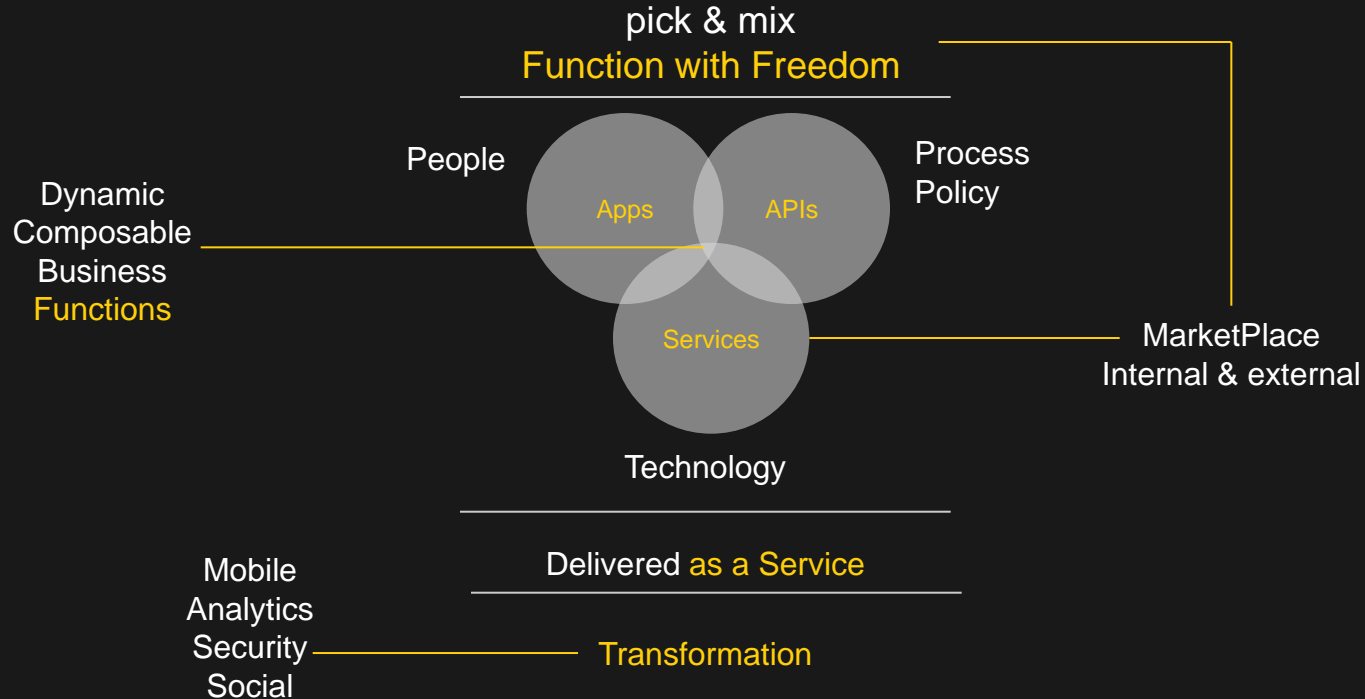 pick & mix
Function with Freedom
People
Process
Policy
Apps
APIs
Dynamic
Composable
Business
Functions
Services
MarketPlace
Internal & external
Technology
Delivered as a Service
Mobile
Analytics
Security
Social
Transformation